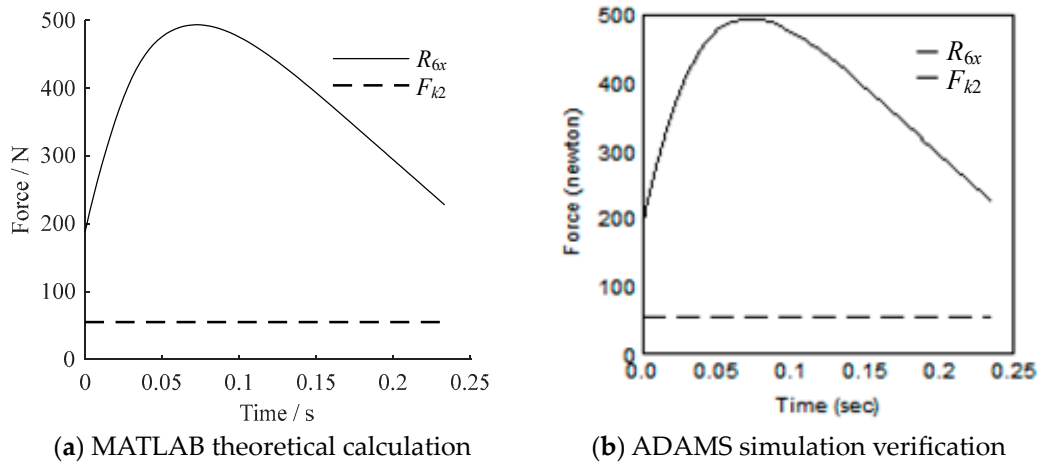 500
400
300
200
100
0
Force / N
R6x
Fk2
0
0.05
0.1
0.15
0.2
0.25
Time / s
(a) MATLAB theoretical calculation
500
400
300
200
100
0
Force (newton)
R6x
Fk2
0.0
0.05
0.1
0.15
0.2
0.25
Time (sec)
(b) ADAMS simulation verification